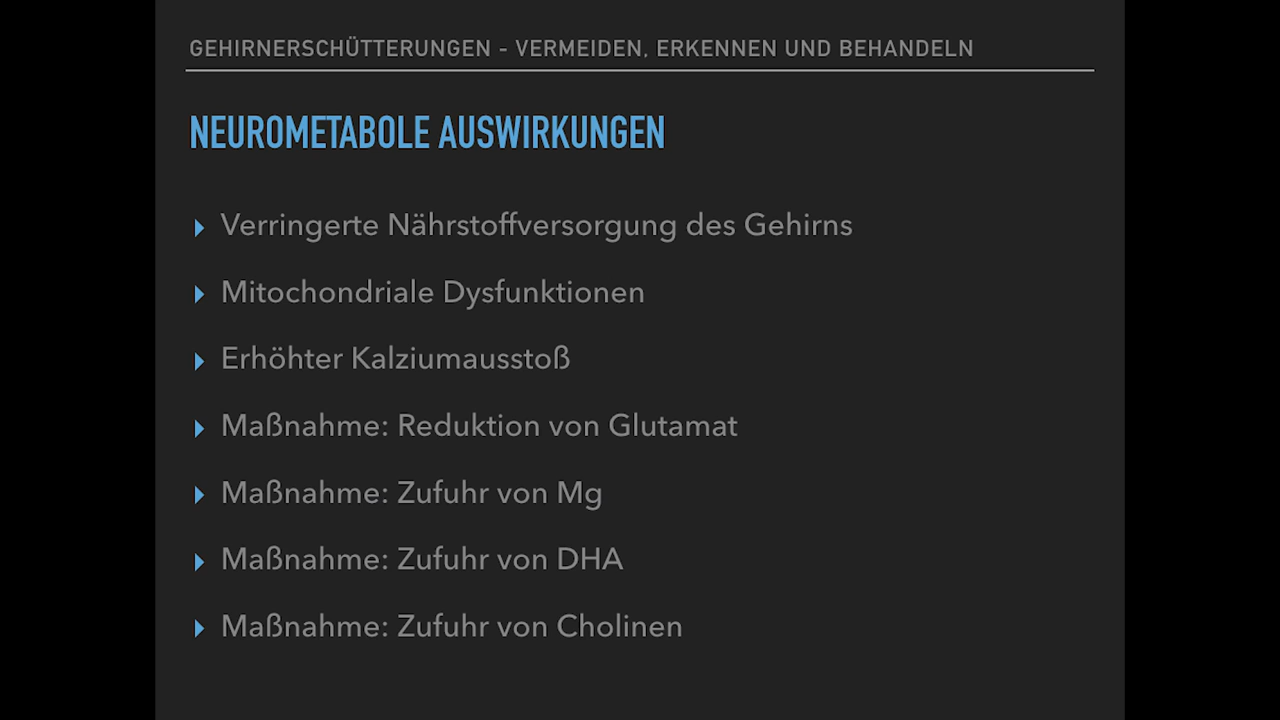 GEHIRNERSCHÜTTERUNGEN - VERMEIDEN, ERKENNEN UND BEHANDELN
NEUROMETABOLE AUSWIRKUNGEN
Verringerte Nährstoffversorgung des Gehirns
Mitochondriale Dysfunktionen
Erhöhter Kalziumausstoß
Maßnahme: Reduktion von Glutamat
Maßnahme: Zufuhr von Mg
Maßnahme: Zufuhr von DHA
Maßnahme: Zufuhr von Cholinen